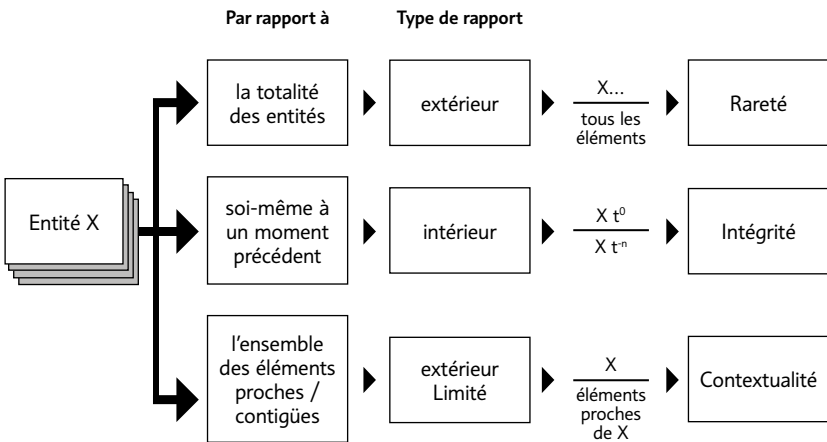 Par rapport à
Type de rapport
la totalité
des entités
extérieur
X...
tous les
éléments
Rareté
Entité X
soi-même à
un moment
précédent
intérieur
X t⁰
X t⁻ⁿ
Intégrité
l'ensemble
des éléments
proches /
contigües
extérieur
Limité
X
éléments
proches
de X
Contextualité